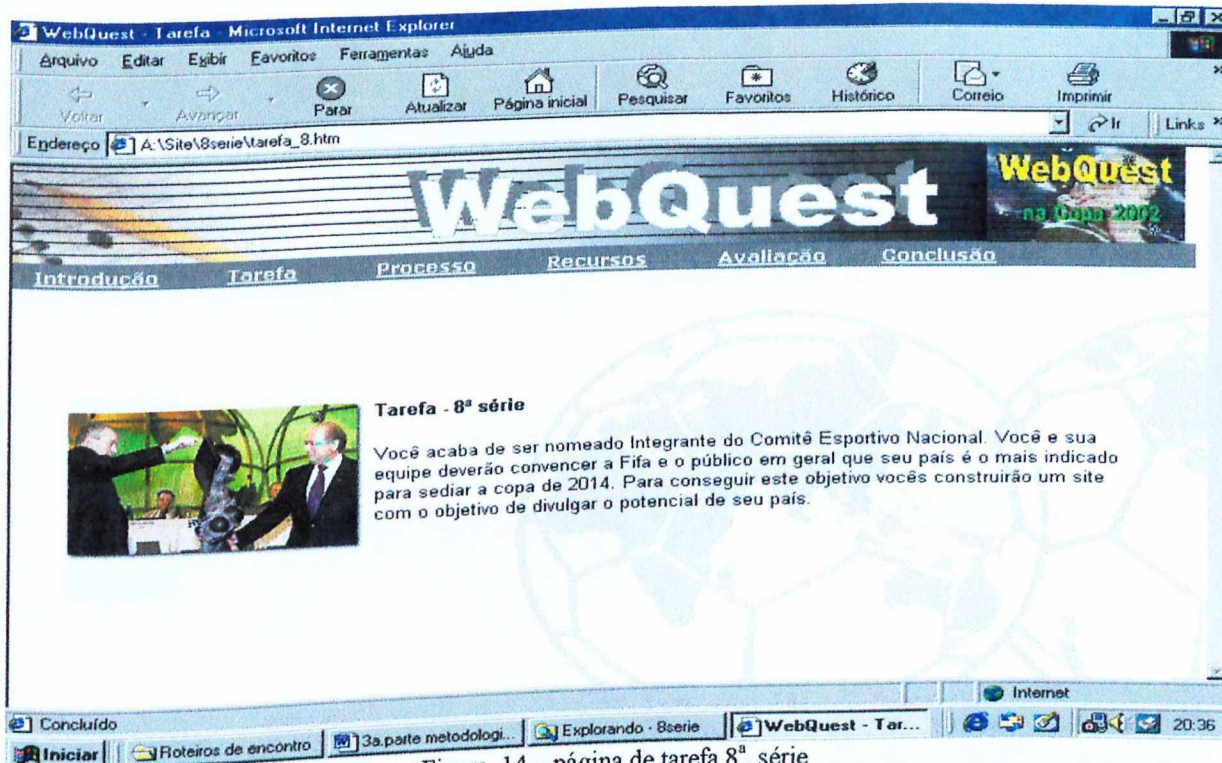 WebQuest - Tarefa - Microsoft Internet Explorer
Arquivo Editar Exibir Favoritos Ferramentas Ajuda
Voltar Avançar Parar Atualizar Página inicial Pesquisar Favoritos Histórico Correio Imprimir
Endereço A:\Site\8serie\tarefa_8.htm Ir Links
WebQuest
WebQuest
na Copa 2002
Introdução Tarefa Processo Recursos Avaliação Conclusão
Tarefa - 8ª série
Você acaba de ser nomeado Integrante do Comitê Esportivo Nacional. Você e sua
equipe deverão convencer a Fifa e o público em geral que seu país é o mais indicado
para sediar a copa de 2014. Para conseguir este objetivo vocês construirão um site
com o objetivo de divulgar o potencial de seu país.
Internet
Concluído
Iniciar Roteiros de encontro 3a.parte metodologi... Explorando - 8serie WebQuest - Tar... 20:36
Figura 14 - página de tarefa 8ª. série